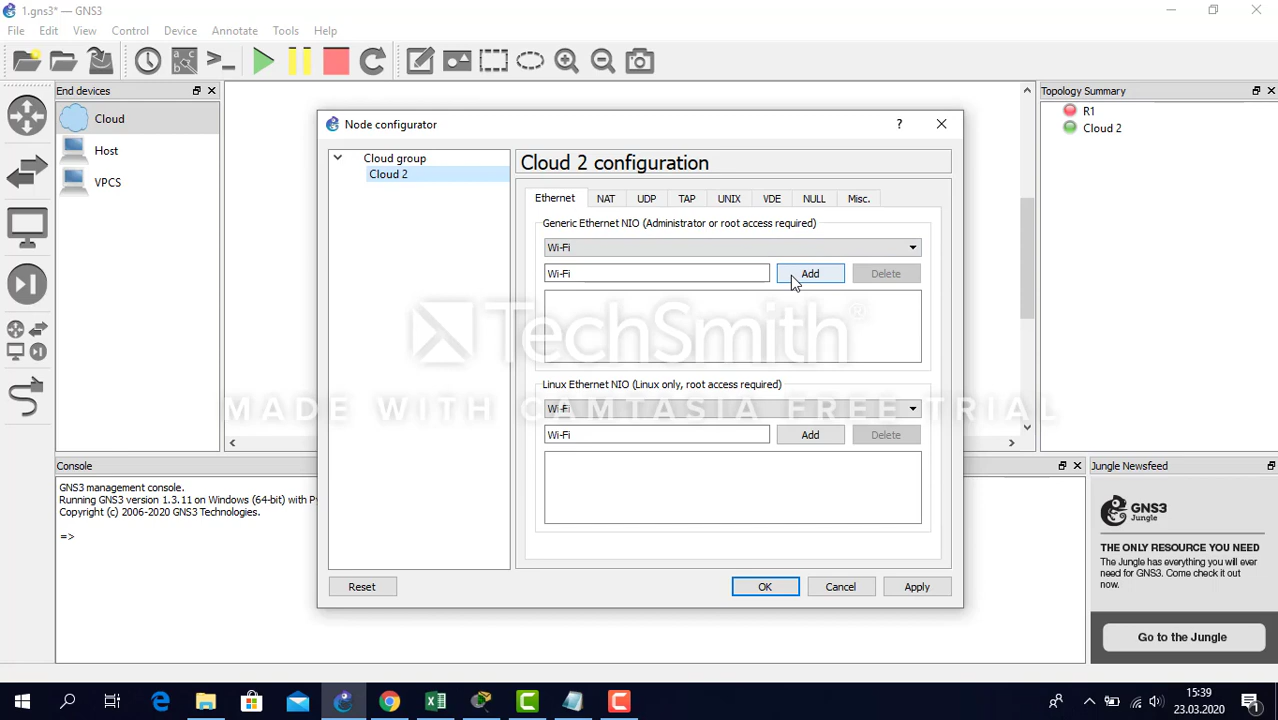 1.gns3* — GNS3
File Edit View Control Device Annotate Tools Help
End devices
Cloud
Host
VPCS
Topology Summary
R1
Cloud 2
Node configurator
?
Cloud group
Cloud 2
Cloud 2 configuration
Ethernet NAT UDP TAP UNIX VDE NULL Misc.
Generic Ethernet NIO (Administrator or root access required)
Wi-Fi
Wi-Fi Add Delete
Linux Ethernet NIO (Linux only, root access required)
Wi-Fi
Wi-Fi Add Delete
Reset OK Cancel Apply
TechSmith®
MADE WITH CAMTASIA FREE TRIAL
Console
GNS3 management console.
Running GNS3 version 1.3.11 on Windows (64-bit) with
Copyright (c) 2006-2020 GNS3 Technologies.
=>
Jungle Newsfeed
GNS3
Jungle
THE ONLY RESOURCE YOU NEED
The Jungle has everything you will ever
need for GNS3. Come check it out
now.
Go to the Jungle
15:39
23.03.2020
1